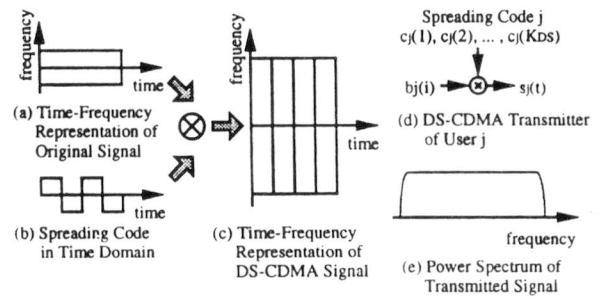 frequency
time
(a) Time-Frequency
Representation of
Original Signal
time
(b) Spreading Code
in Time Domain
frequency
time
(c) Time-Frequency
Representation of
DS-CDMA Signal
Spreading Code j
cj(1), cj(2), ... , cj(KDS)
bj(i)
sj(t)
(d) DS-CDMA Transmitter
of User j
frequency
(e) Power Spectrum of
Transmitted Signal